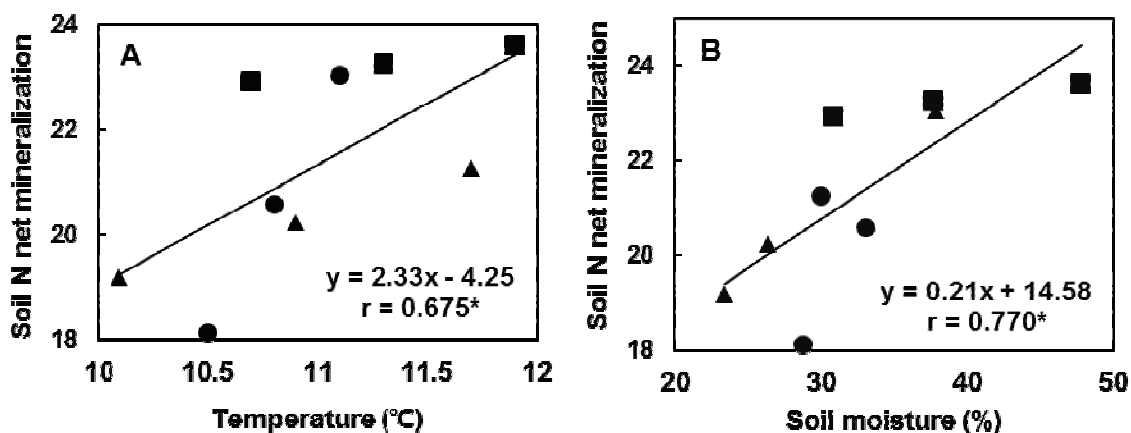 A
Soil N net mineralization
24
22
20
18
y = 2.33x - 4.25
r = 0.675*
10
10.5
11
11.5
12
Temperature (℃)
B
Soil N net mineralization
24
22
20
18
y = 0.21x + 14.58
r = 0.770*
20
30
40
50
Soil moisture (%)